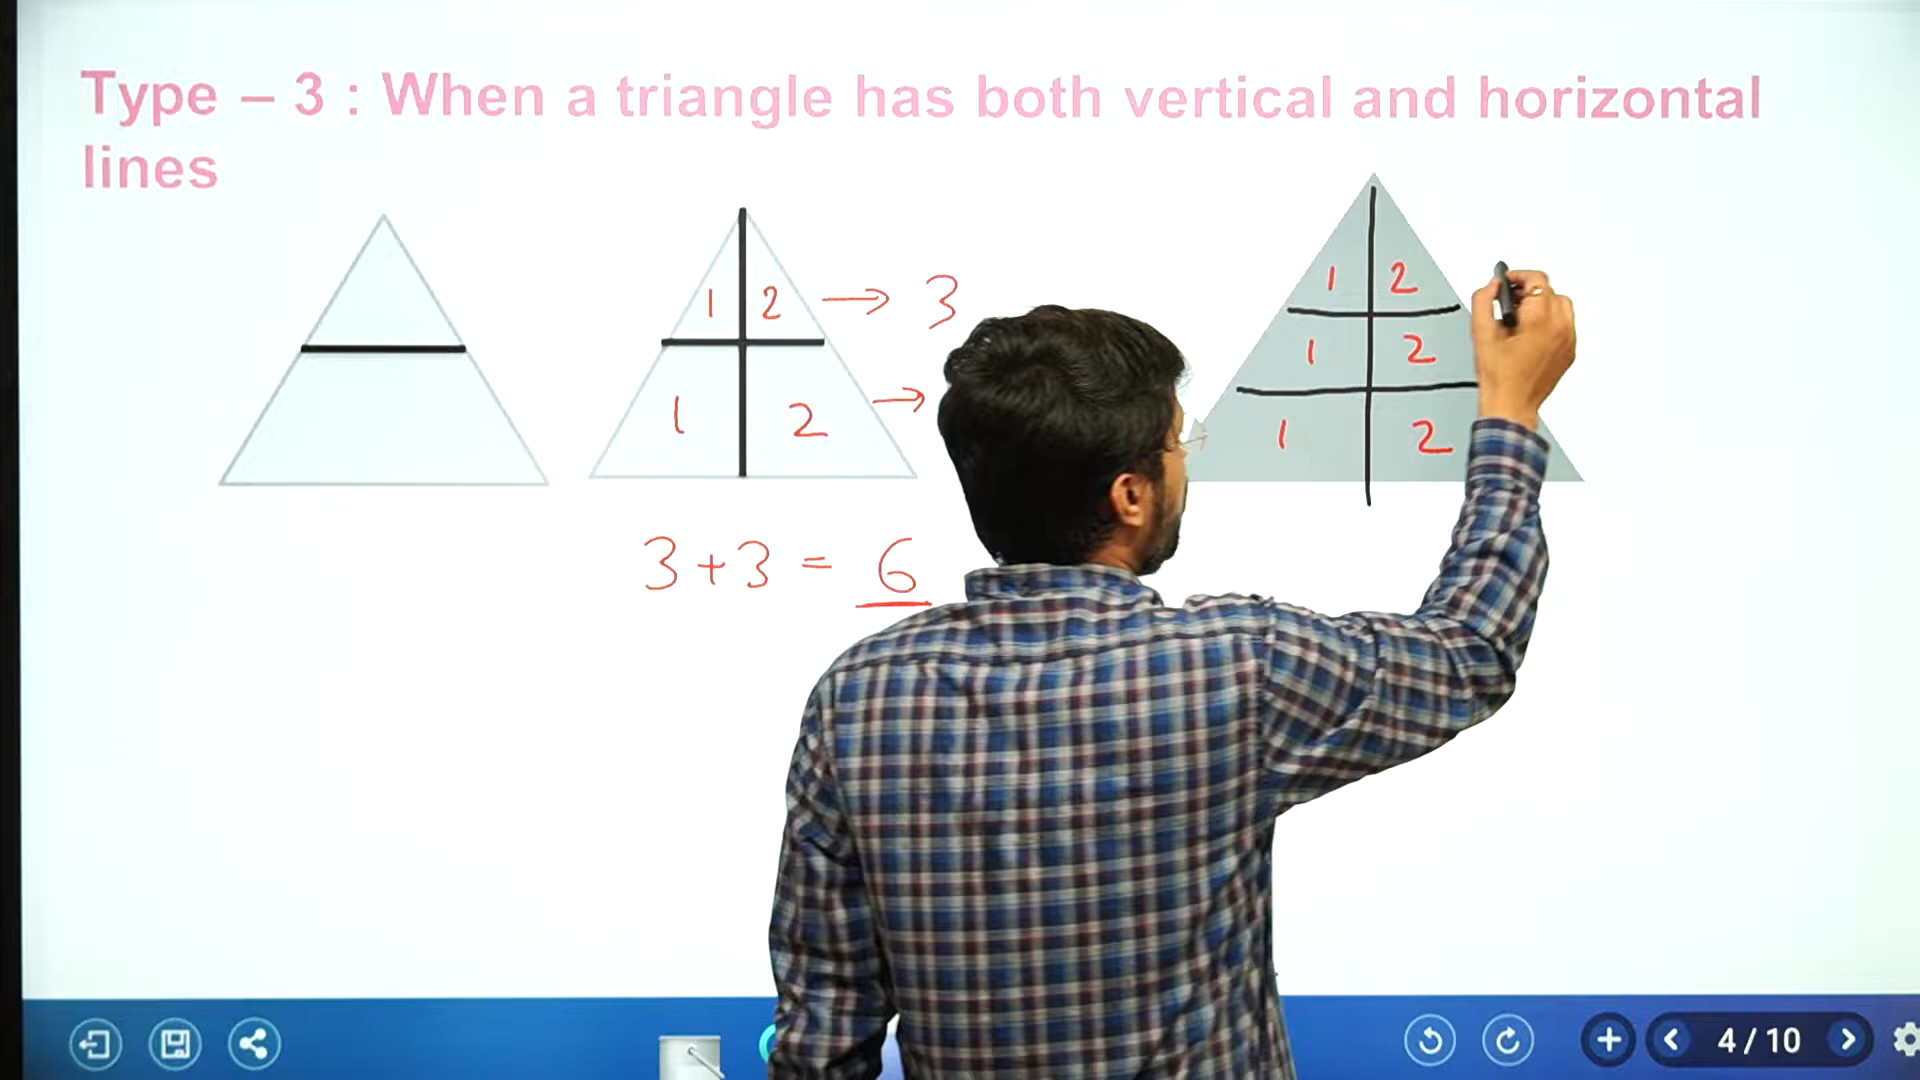 Type – 3 : When a triangle has both vertical and horizontal
lines
1 2 → 3
1 2 →
3 + 3 = 6
1 2
1 2
1 2
4 / 10